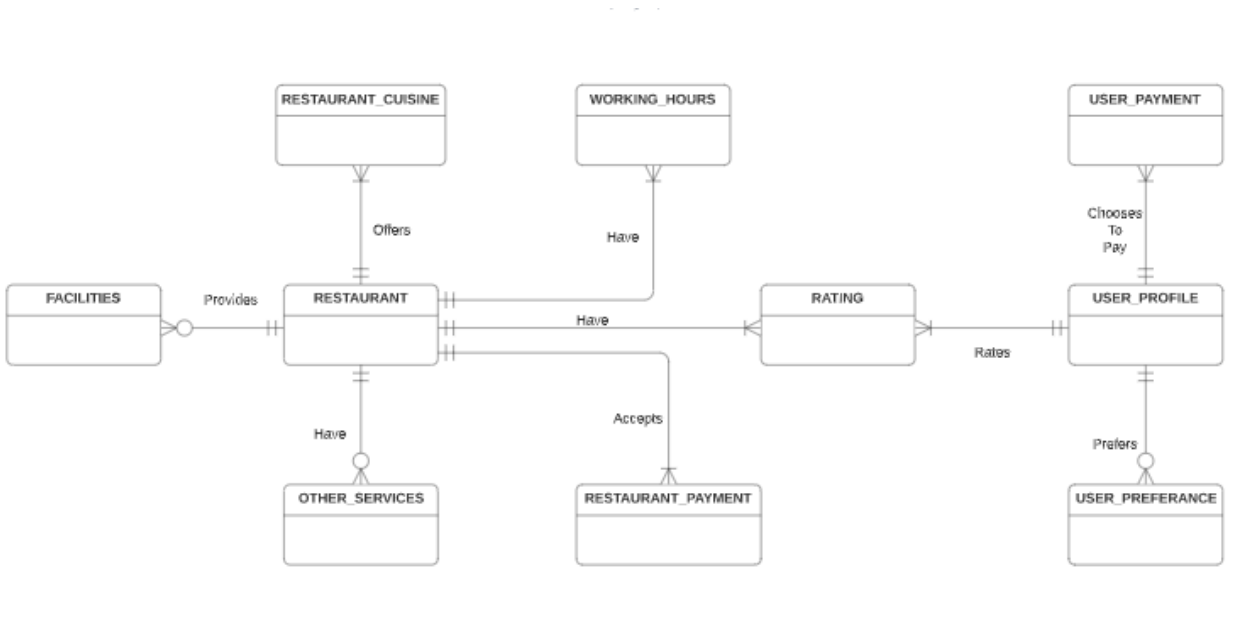 RESTAURANT_CUISINE
WORKING_HOURS
USER_PAYMENT
Offers
Have
Chooses
To
Pay
FACILITIES
Provides
RESTAURANT
Have
RATING
Rates
USER_PROFILE
Have
Accepts
Prefers
OTHER_SERVICES
RESTAURANT_PAYMENT
USER_PREFERANCE